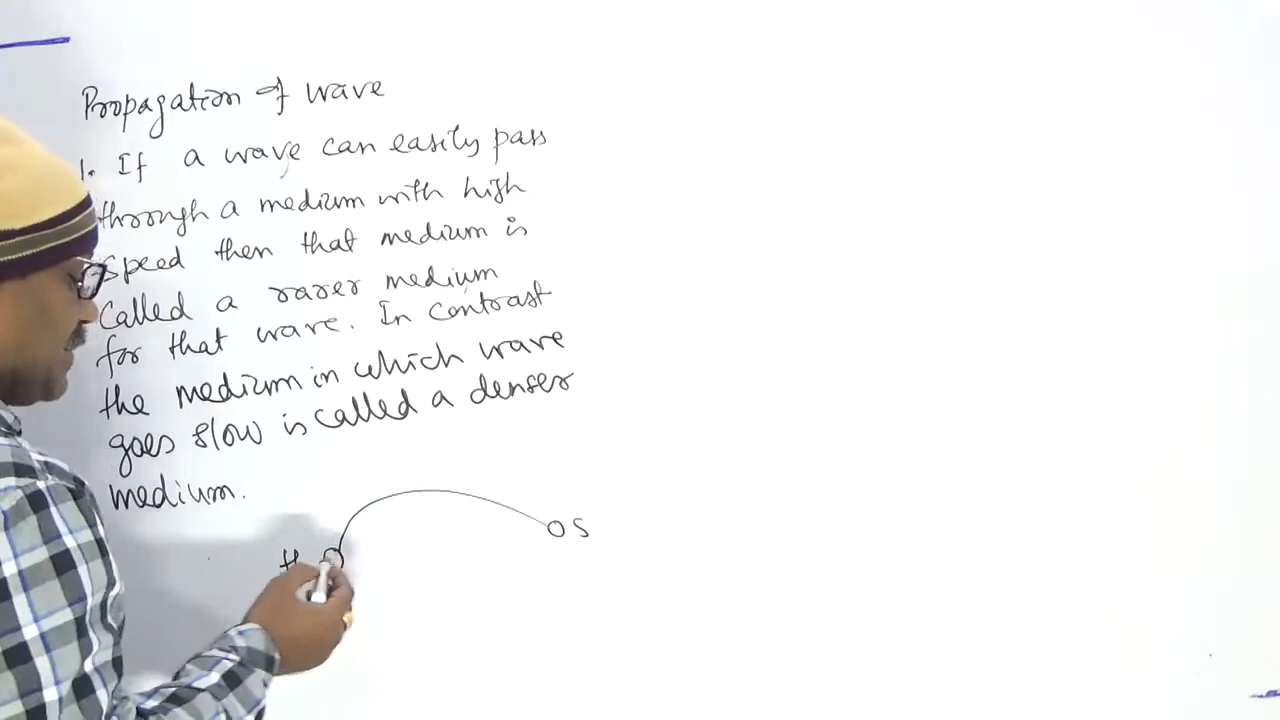 Propagation of wave
1. If a wave can easily pass
through a medium with high
speed then that medium is
Called a rarer medium
for that wave. In contrast
the medium in which wave
goes slow is called a denser
medium.
S